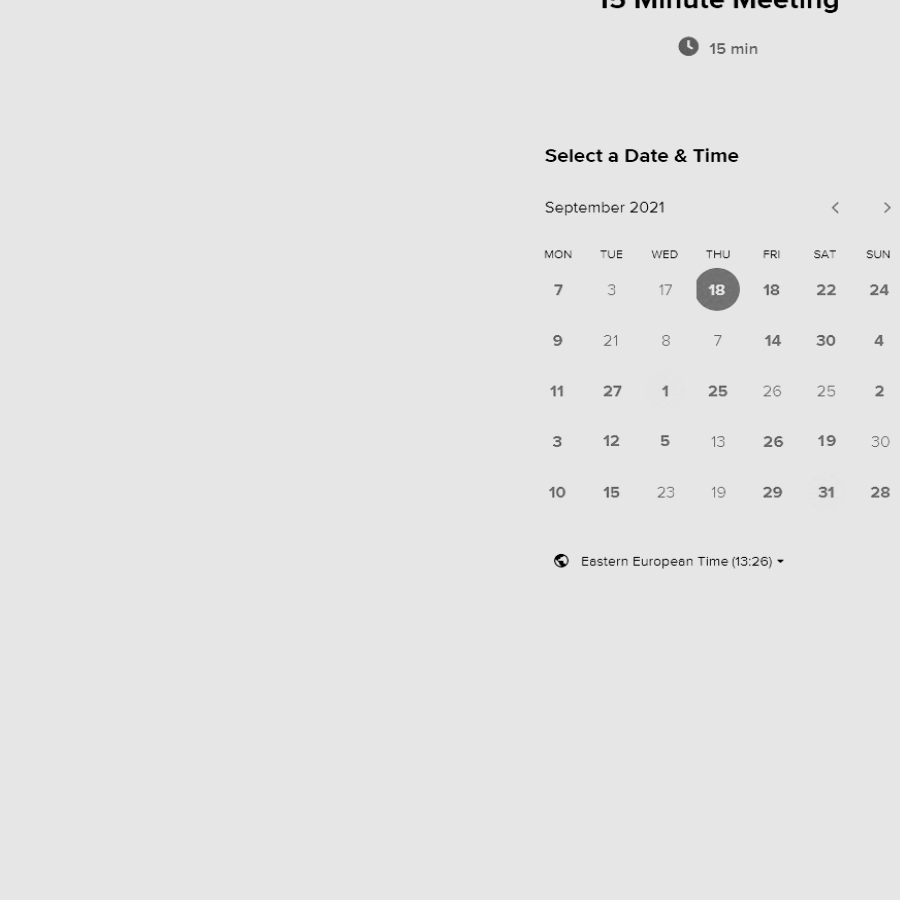 15 Minute Meeting
15 min
Select a Date & Time
September 2021
MON TUE WED THU FRI SAT SUN
7 3 17 18 18 22 24
9 21 8 7 14 30 4
11 27 1 25 26 25 2
3 12 5 13 26 19 30
10 15 23 19 29 31 28
Eastern European Time (13:26)